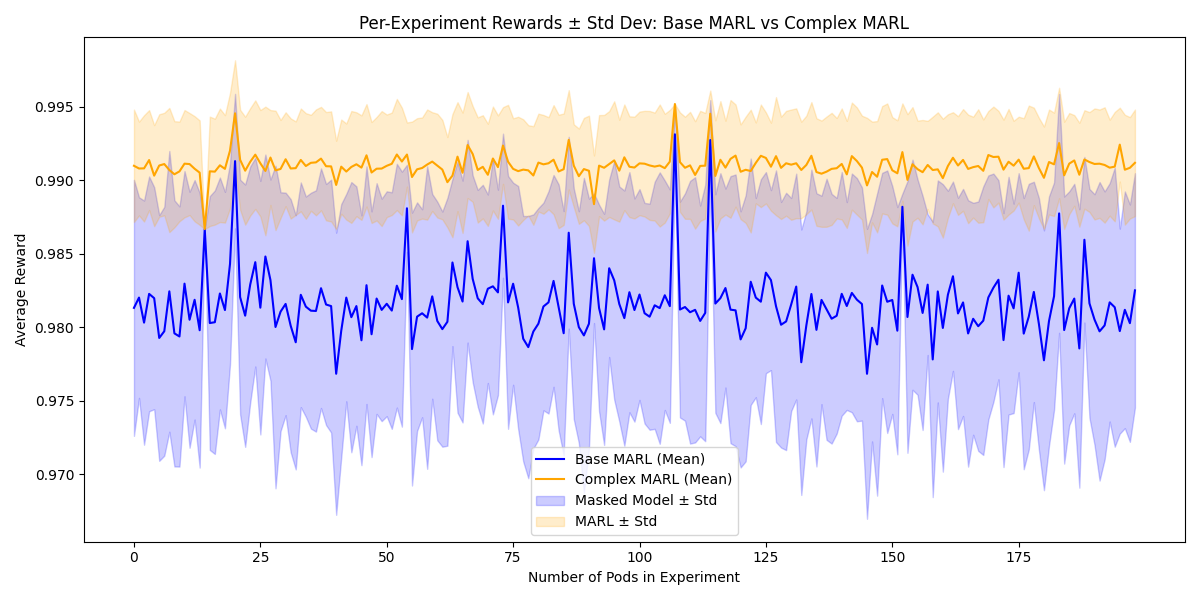 Per-Experiment Rewards ± Std Dev: Base MARL vs Complex MARL
Average Reward
0.995
0.990
0.985
0.980
0.975
0.970
Base MARL (Mean)
Complex MARL (Mean)
Masked Model ± Std
MARL ± Std
0 25 50 75 100 125 150 175
Number of Pods in Experiment